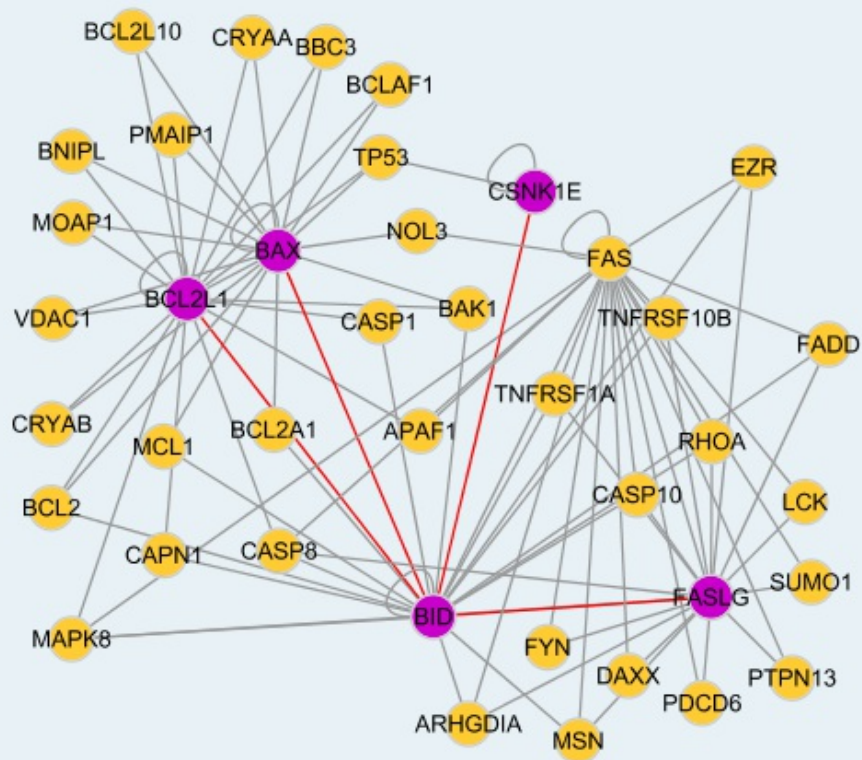 BCL2L10
CRYAA
BBC3
BCLAF1
PMAIP1
BNIPL
TP53
EZR
CSNK1E
MOAP1
NOL3
BAX
FAS
BCL2L1
VDAC1
CASP1
BAK1
TNFRSF10B
FADD
TNFRSF1A
CRYAB
MCL1
BCL2A1
APAF1
RHOA
CASP10
LCK
BCL2
CAPN1
CASP8
SUMO1
FASLG
BID
MAPK8
FYN
DAXX
PTPN13
PDCD6
ARHGDIA
MSN